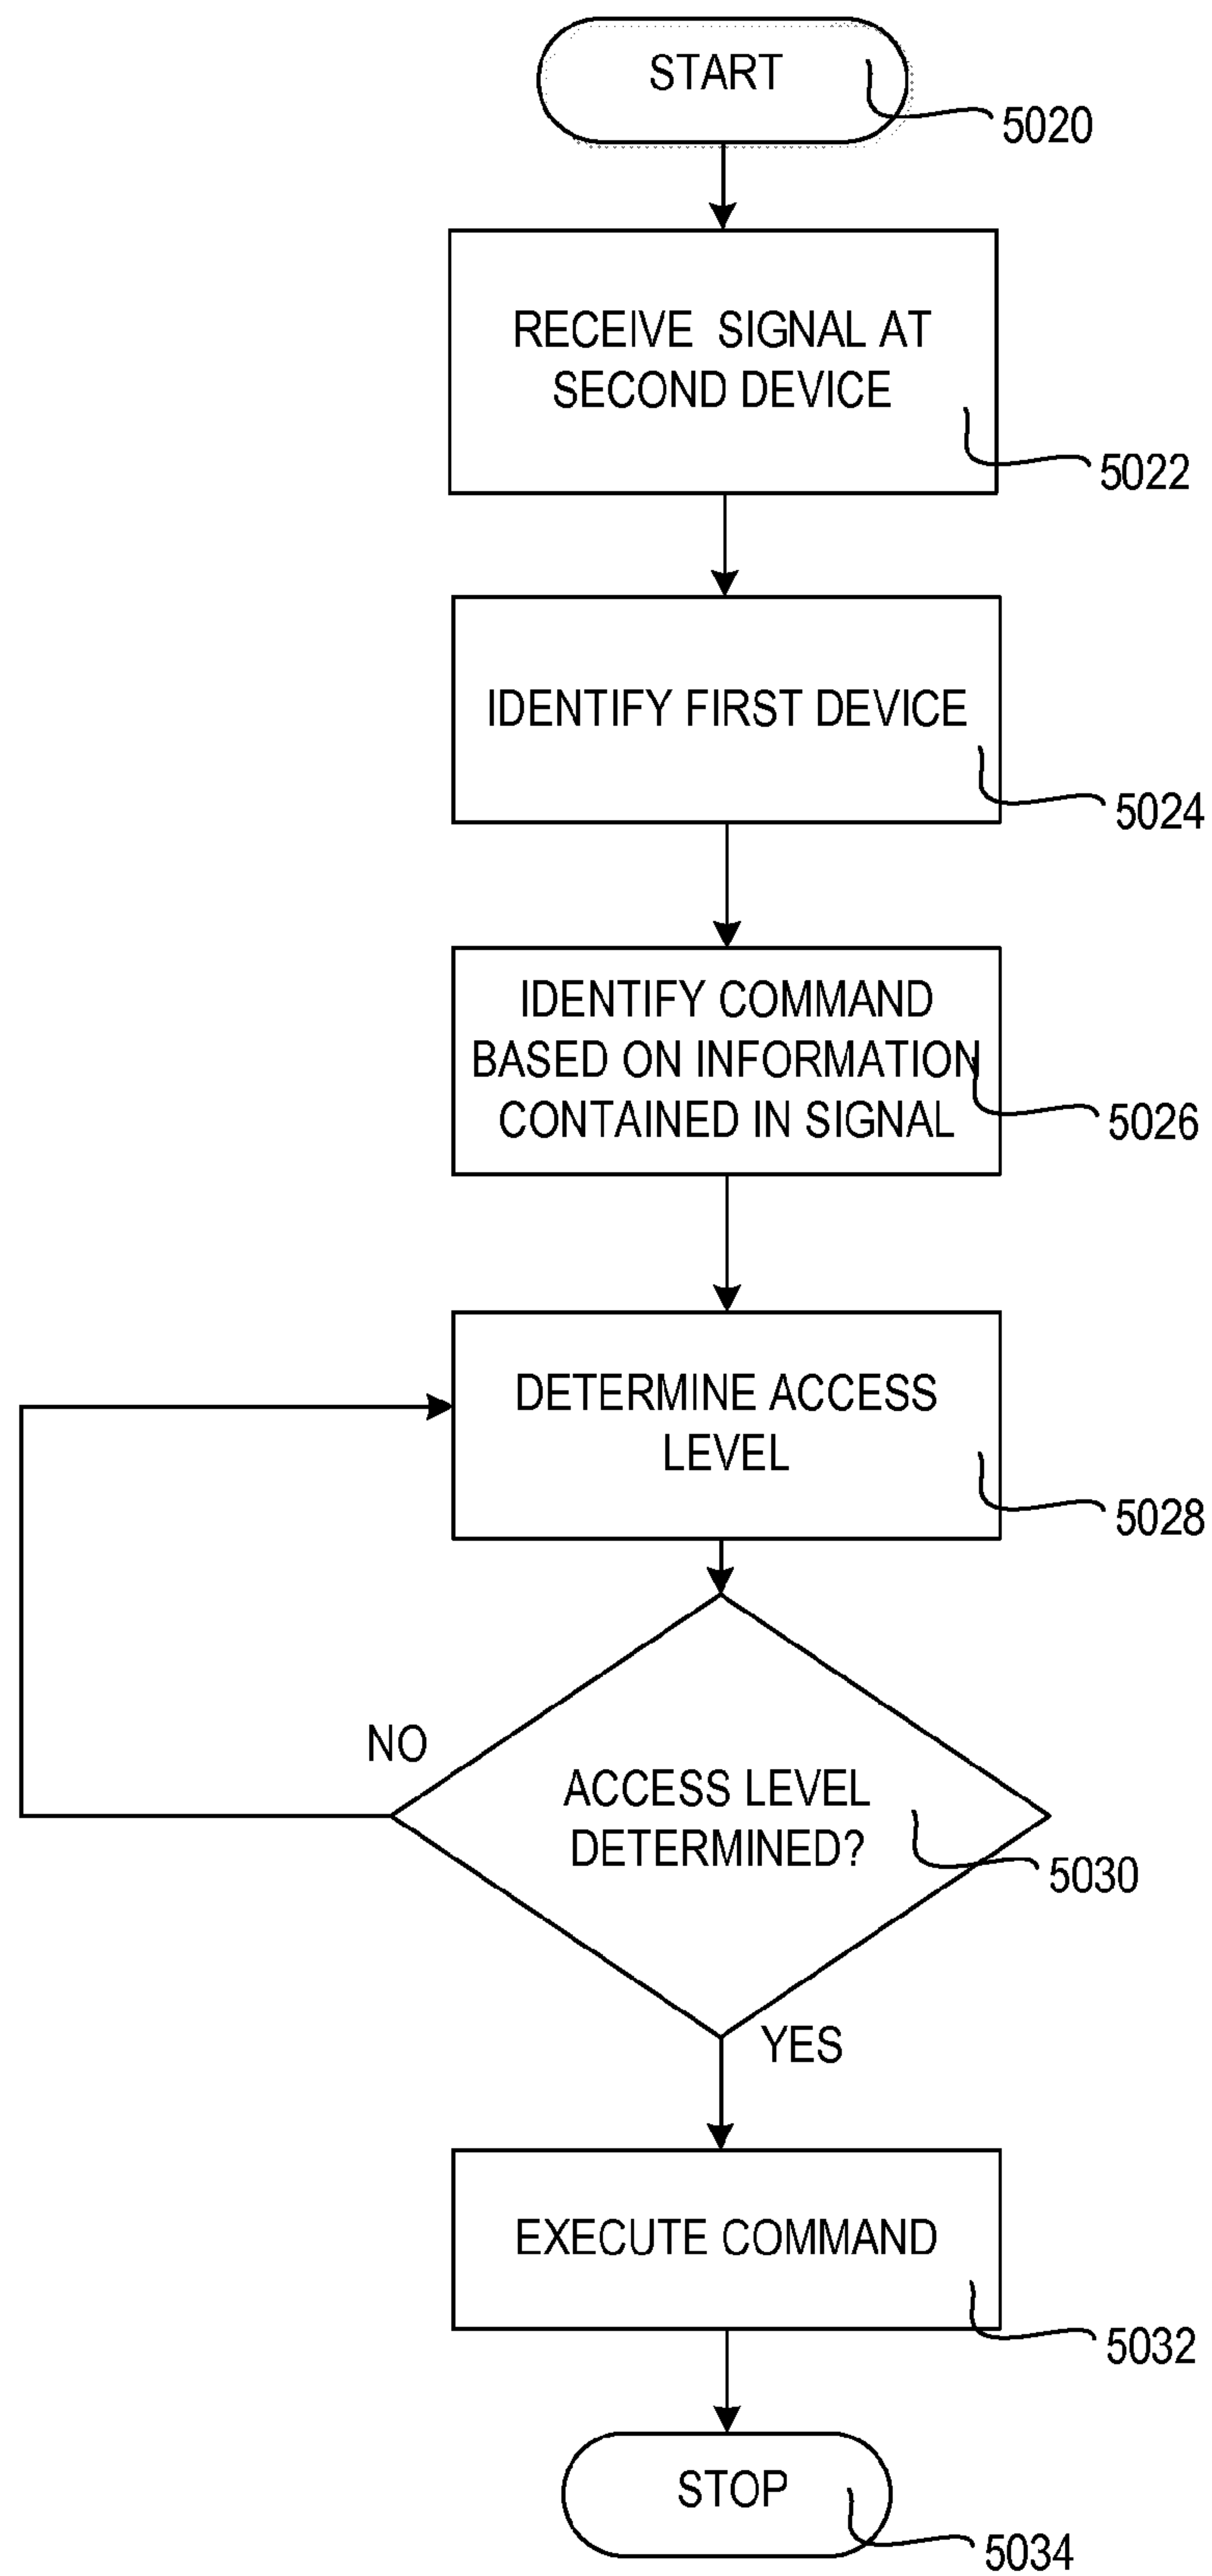 START
5020
RECEIVE SIGNAL AT
SECOND DEVICE
5022
IDENTIFY FIRST DEVICE
5024
IDENTIFY COMMAND
BASED ON INFORMATION
CONTAINED IN SIGNAL
5026
DETERMINE ACCESS
LEVEL
5028
NO
ACCESS LEVEL
DETERMINED?
5030
YES
EXECUTE COMMAND
5032
STOP
5034